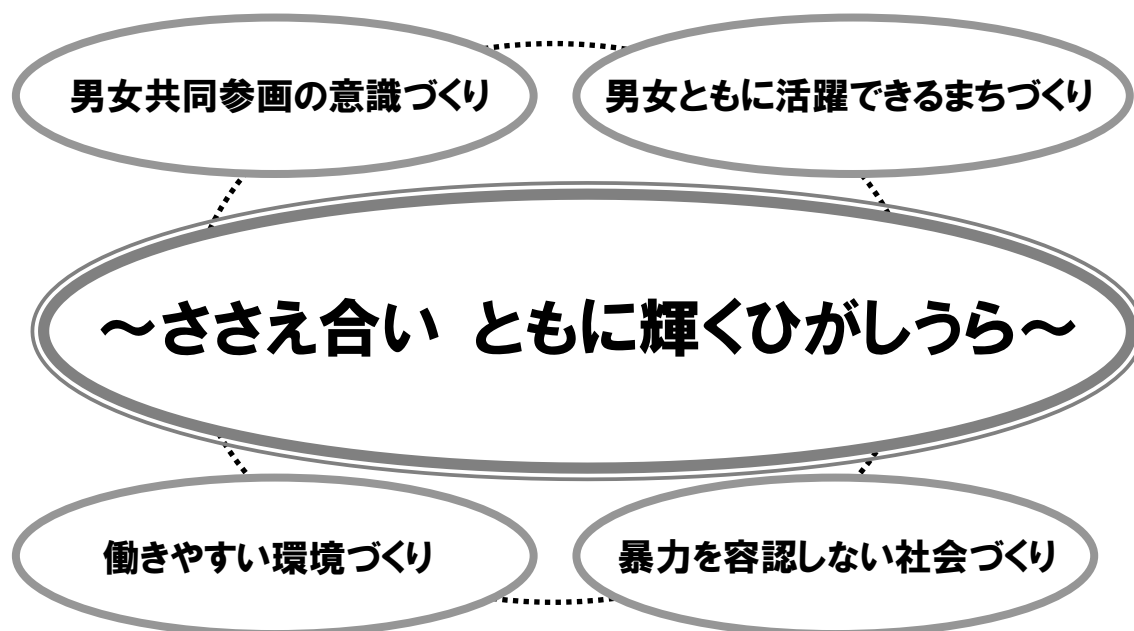 男女共同参画の意識づくり
男女ともに活躍できるまちづくり
～ささえ合い ともに輝くひがしうら～
働きやすい環境づくり
暴力を容認しない社会づくり